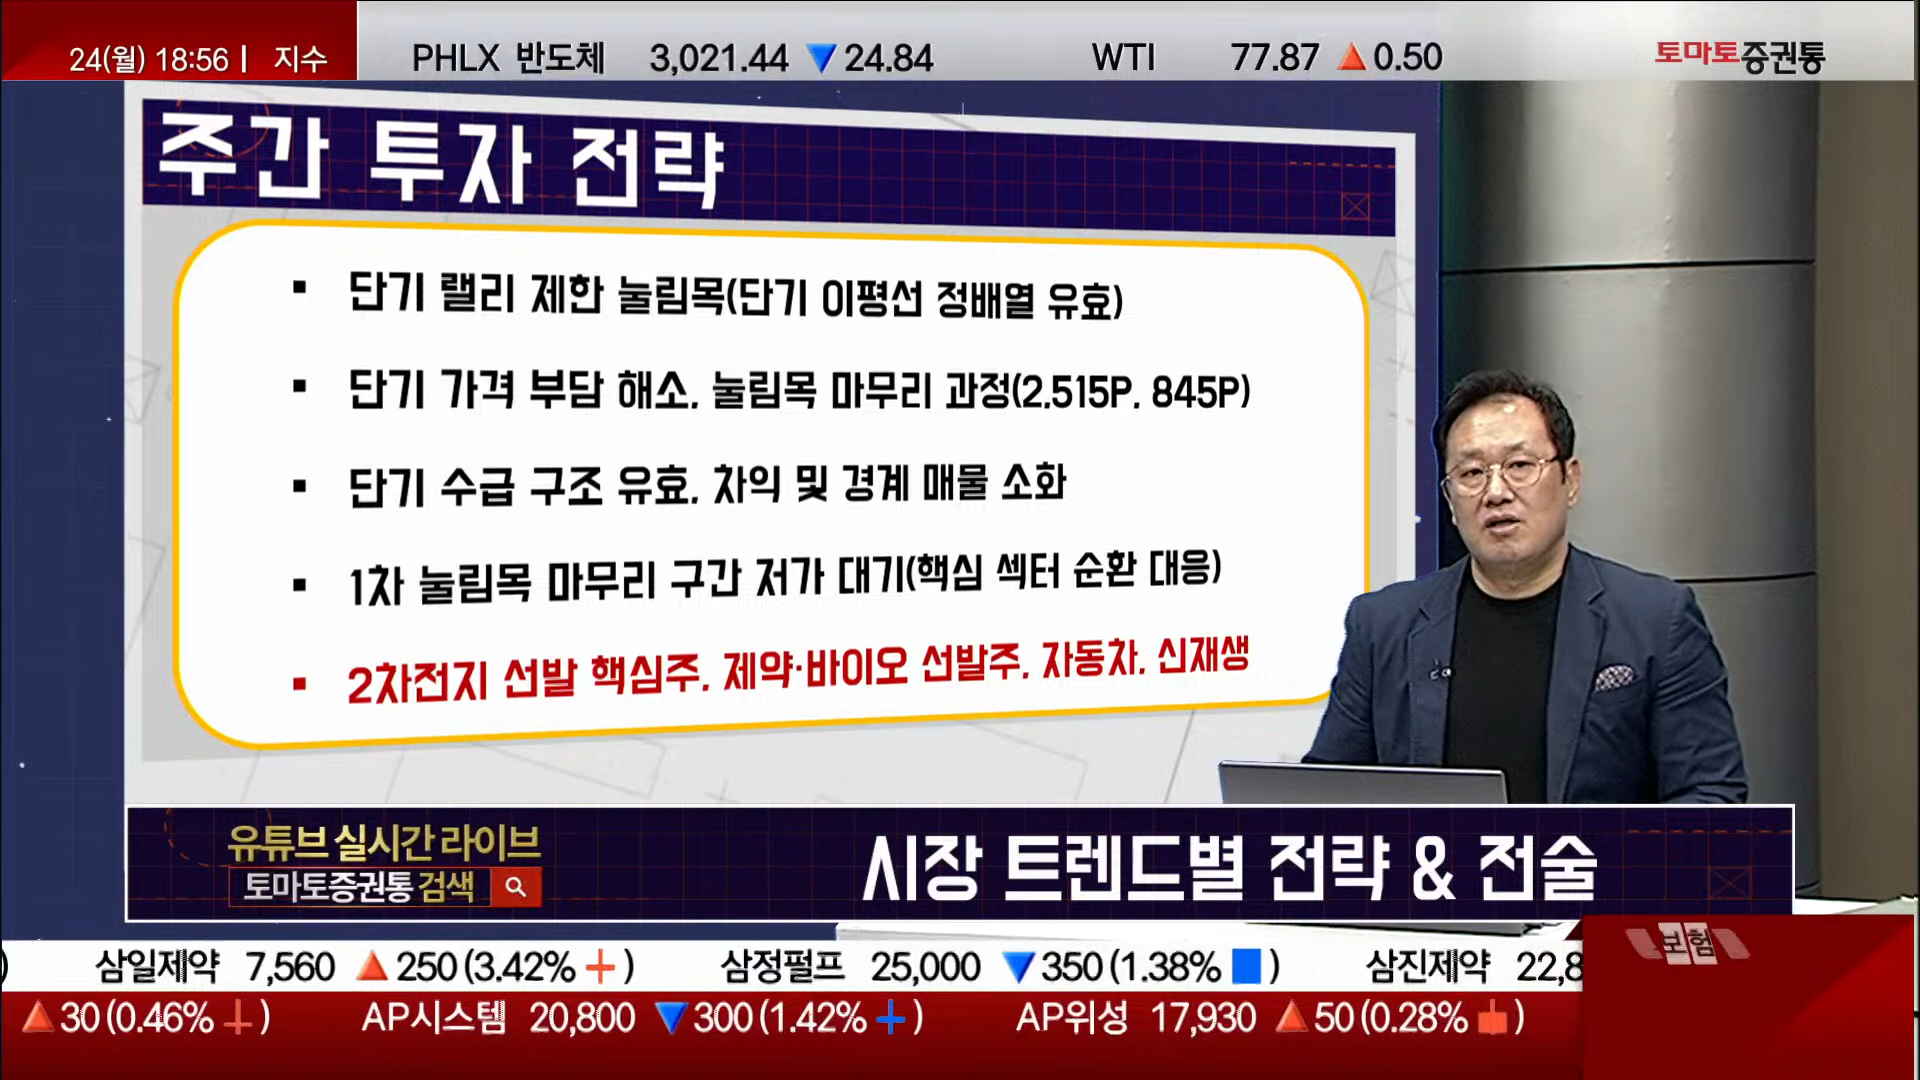 24(월) 18:56 | 지수 PHLX 반도체 3,021.44 ▼ 24.84 WTI 77.87 ▲ 0.50 토마토증권통
주간 투자 전략
▪ 단기 랠리 제한 눌림목(단기 이평선 정배열 유효)
▪ 단기 가격 부담 해소, 눌림목 마무리 과정(2,515P, 845P)
▪ 단기 수급 구조 유효, 차익 및 경계 매물 소화
▪ 1차 눌림목 마무리 구간 저가 대기(핵심 섹터 순환 대응)
▪ 2차전지 선발 핵심주, 제약·바이오 선발주, 자동차, 신재생
유튜브 실시간 라이브
토마토증권통 검색
시장 트렌드별 전략 & 전술
) 삼일제약 7,560 ▲ 250 (3.42% + ) 삼정펄프 25,000 ▼ 350 (1.38% ■ ) 삼진제약 22,8
보험
▲ 30 (0.46% + ) AP시스템 20,800 ▼ 300 (1.42% + ) AP위성 17,930 ▲ 50 (0.28% )